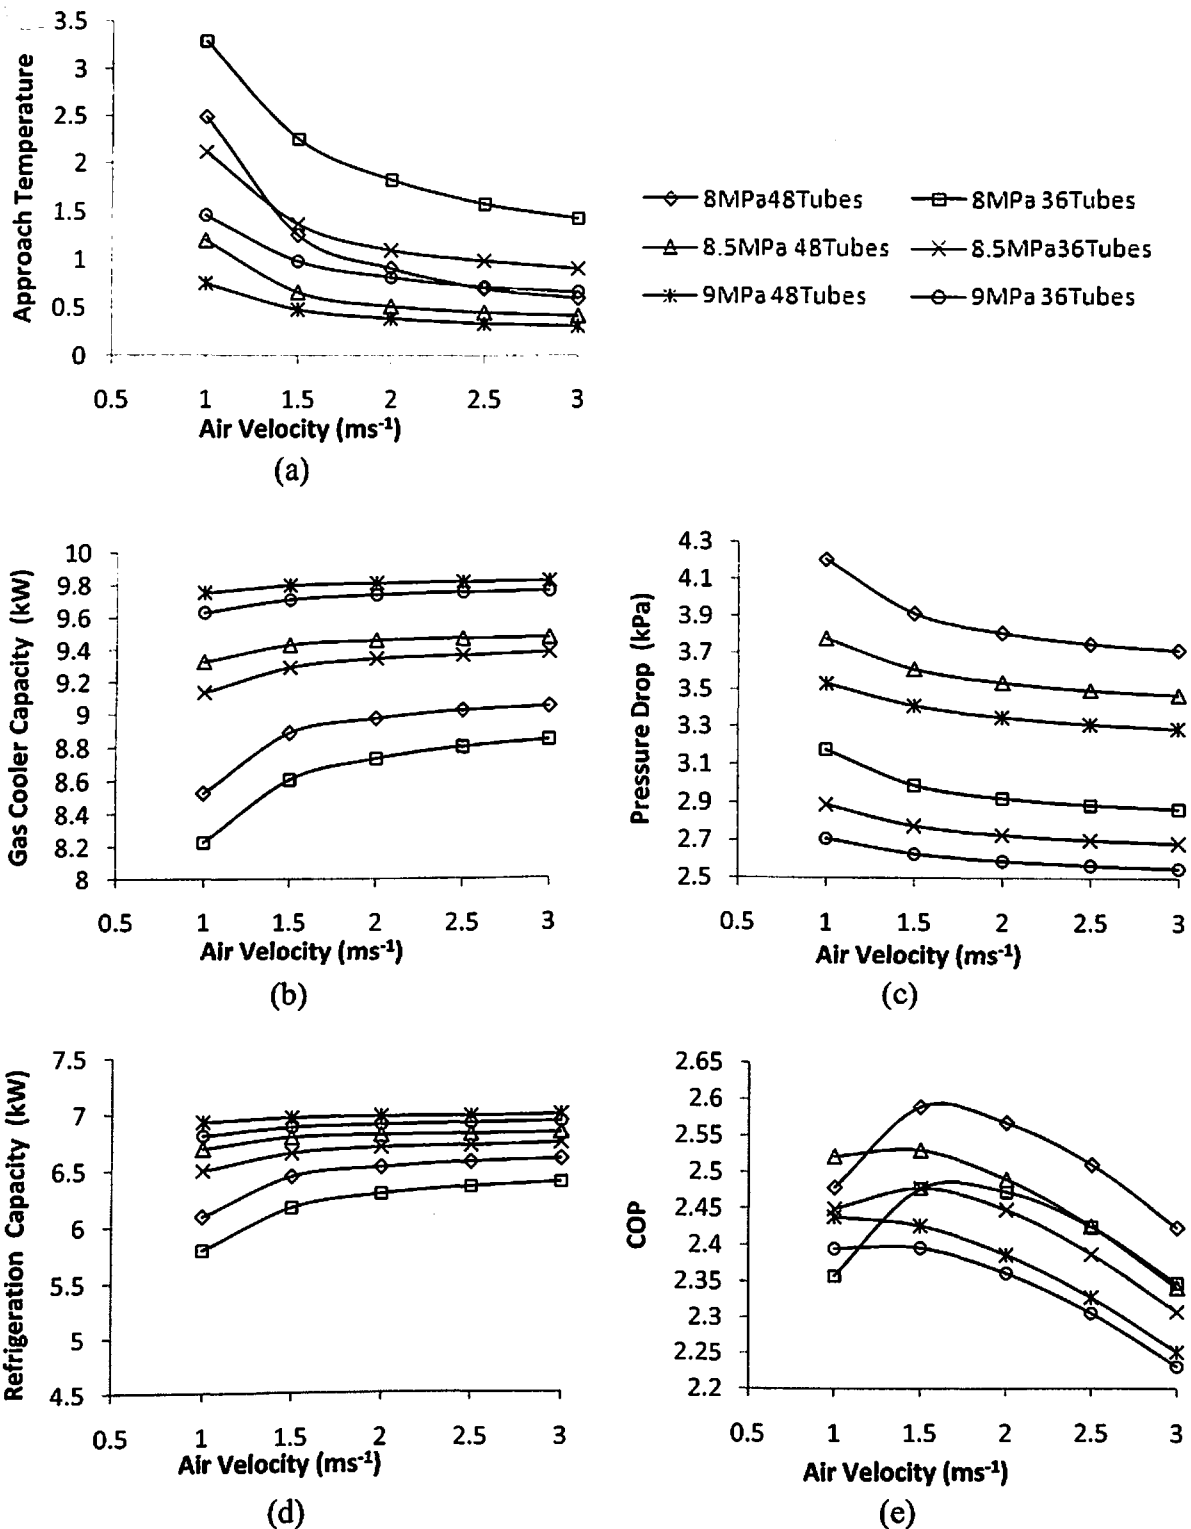 3.5
3
2.5
2
1.5
1
0.5
0
Approach Temperature
0.5 1 1.5 2 2.5 3
Air Velocity (ms⁻¹)
(a)
8MPa48Tubes
8MPa 36Tubes
8.5MPa 48Tubes
8.5MPa36Tubes
9MPa 48Tubes
9MPa 36Tubes
10
9.8
9.6
9.4
9.2
9
8.8
8.6
8.4
8.2
8
Gas Cooler Capacity (kW)
0.5 1 1.5 2 2.5 3
Air Velocity (ms⁻¹)
(b)
4.3
4.1
3.9
3.7
3.5
3.3
3.1
2.9
2.7
2.5
Pressure Drop (kPa)
0.5 1 1.5 2 2.5 3
Air Velocity (ms⁻¹)
(c)
7.5
7
6.5
6
5.5
5
4.5
Refrigeration Capacity (kW)
0.5 1 1.5 2 2.5 3
Air Velocity (ms⁻¹)
(d)
2.65
2.6
2.55
2.5
2.45
2.4
2.35
2.3
2.25
2.2
COP
0.5 1 1.5 2 2.5 3
Air Velocity (ms⁻¹)
(e)